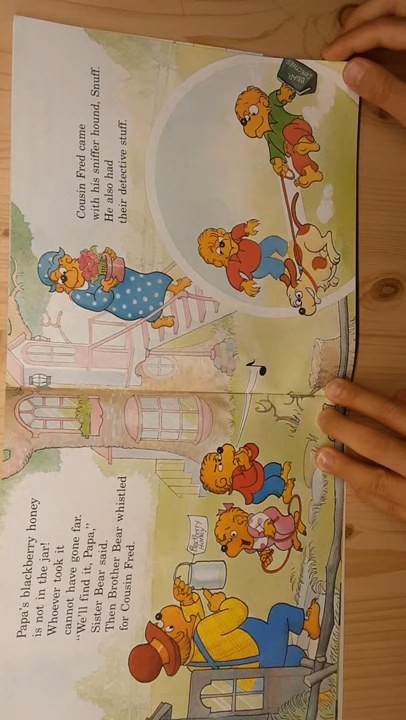 Papa's blackberry honey
is not in the jar!
Whoever took it
cannot have gone far.
"We'll find it, Papa,"
Sister Bear said.
Then Brother Bear whistled
for Cousin Fred.
Blackberry
Honey
Cousin Fred came
with his sniffer hound, Snuff.
He also had
their detective stuff.
BEAR
DETECTIVES